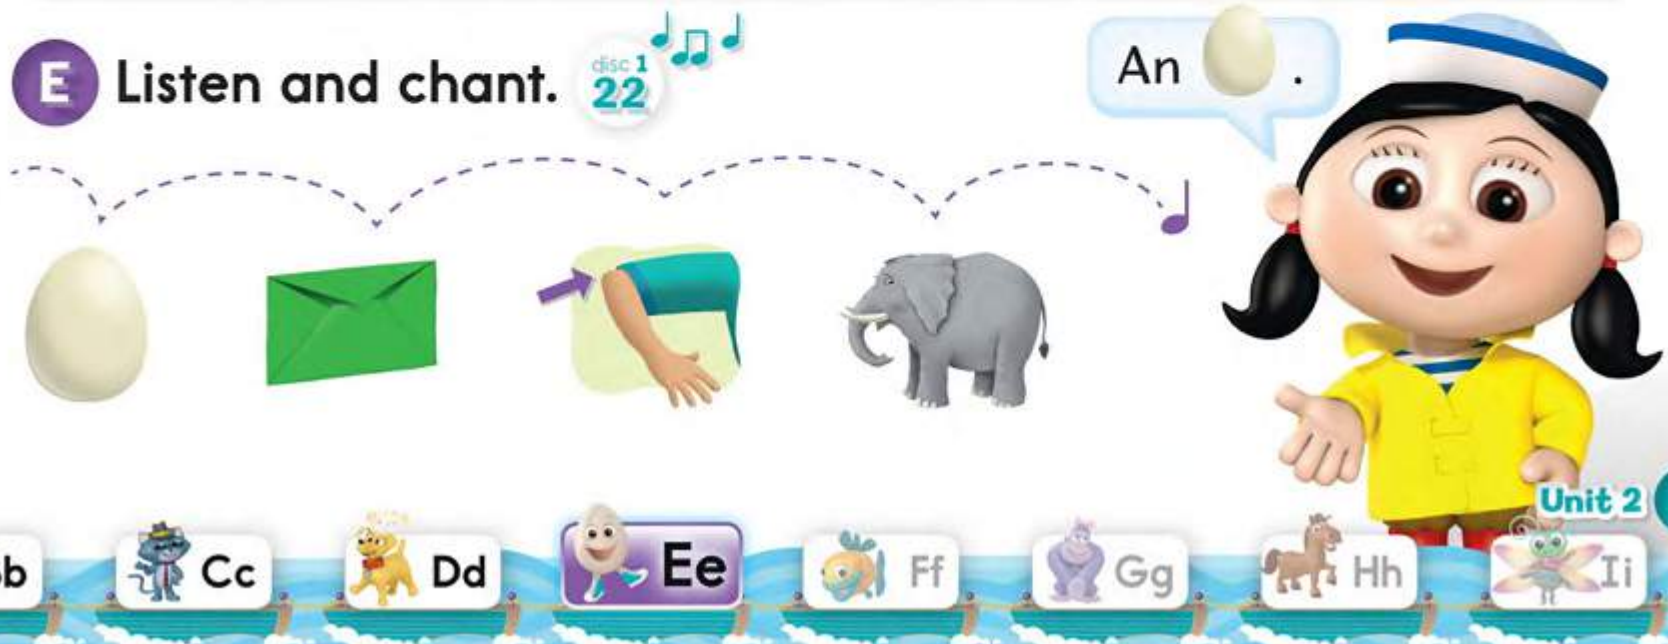 E Listen and chant. disc 1 22
An .
Unit 2
b Cc Dd Ee Ff Gg Hh Ii